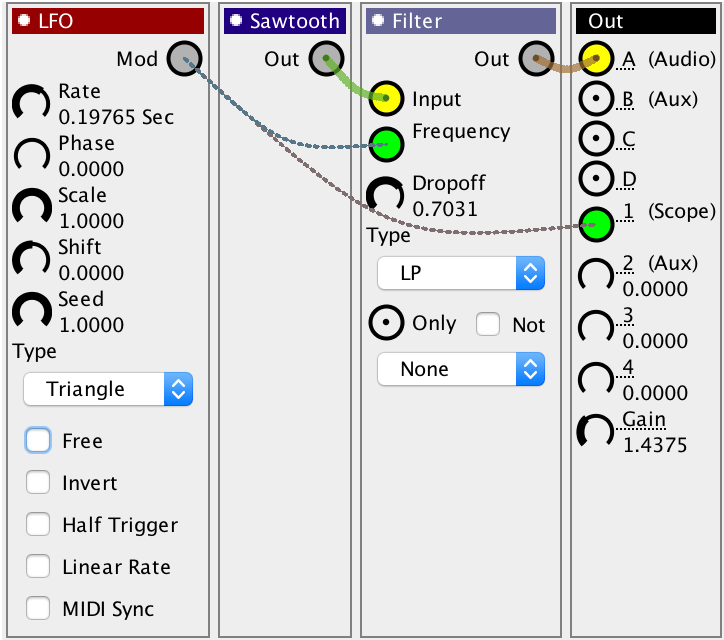 LFO
Mod
Rate
0.19765 Sec
Phase
0.0000
Scale
1.0000
Shift
0.0000
Seed
1.0000
Type
Triangle
Free
Invert
Half Trigger
Linear Rate
MIDI Sync
Sawtooth
Out
Filter
Out
Input
Frequency
Dropoff
0.7031
Type
LP
Only
Not
None
Out
A (Audio)
B (Aux)
C
D
1 (Scope)
2 (Aux)
0.0000
3
0.0000
4
0.0000
Gain
1.4375